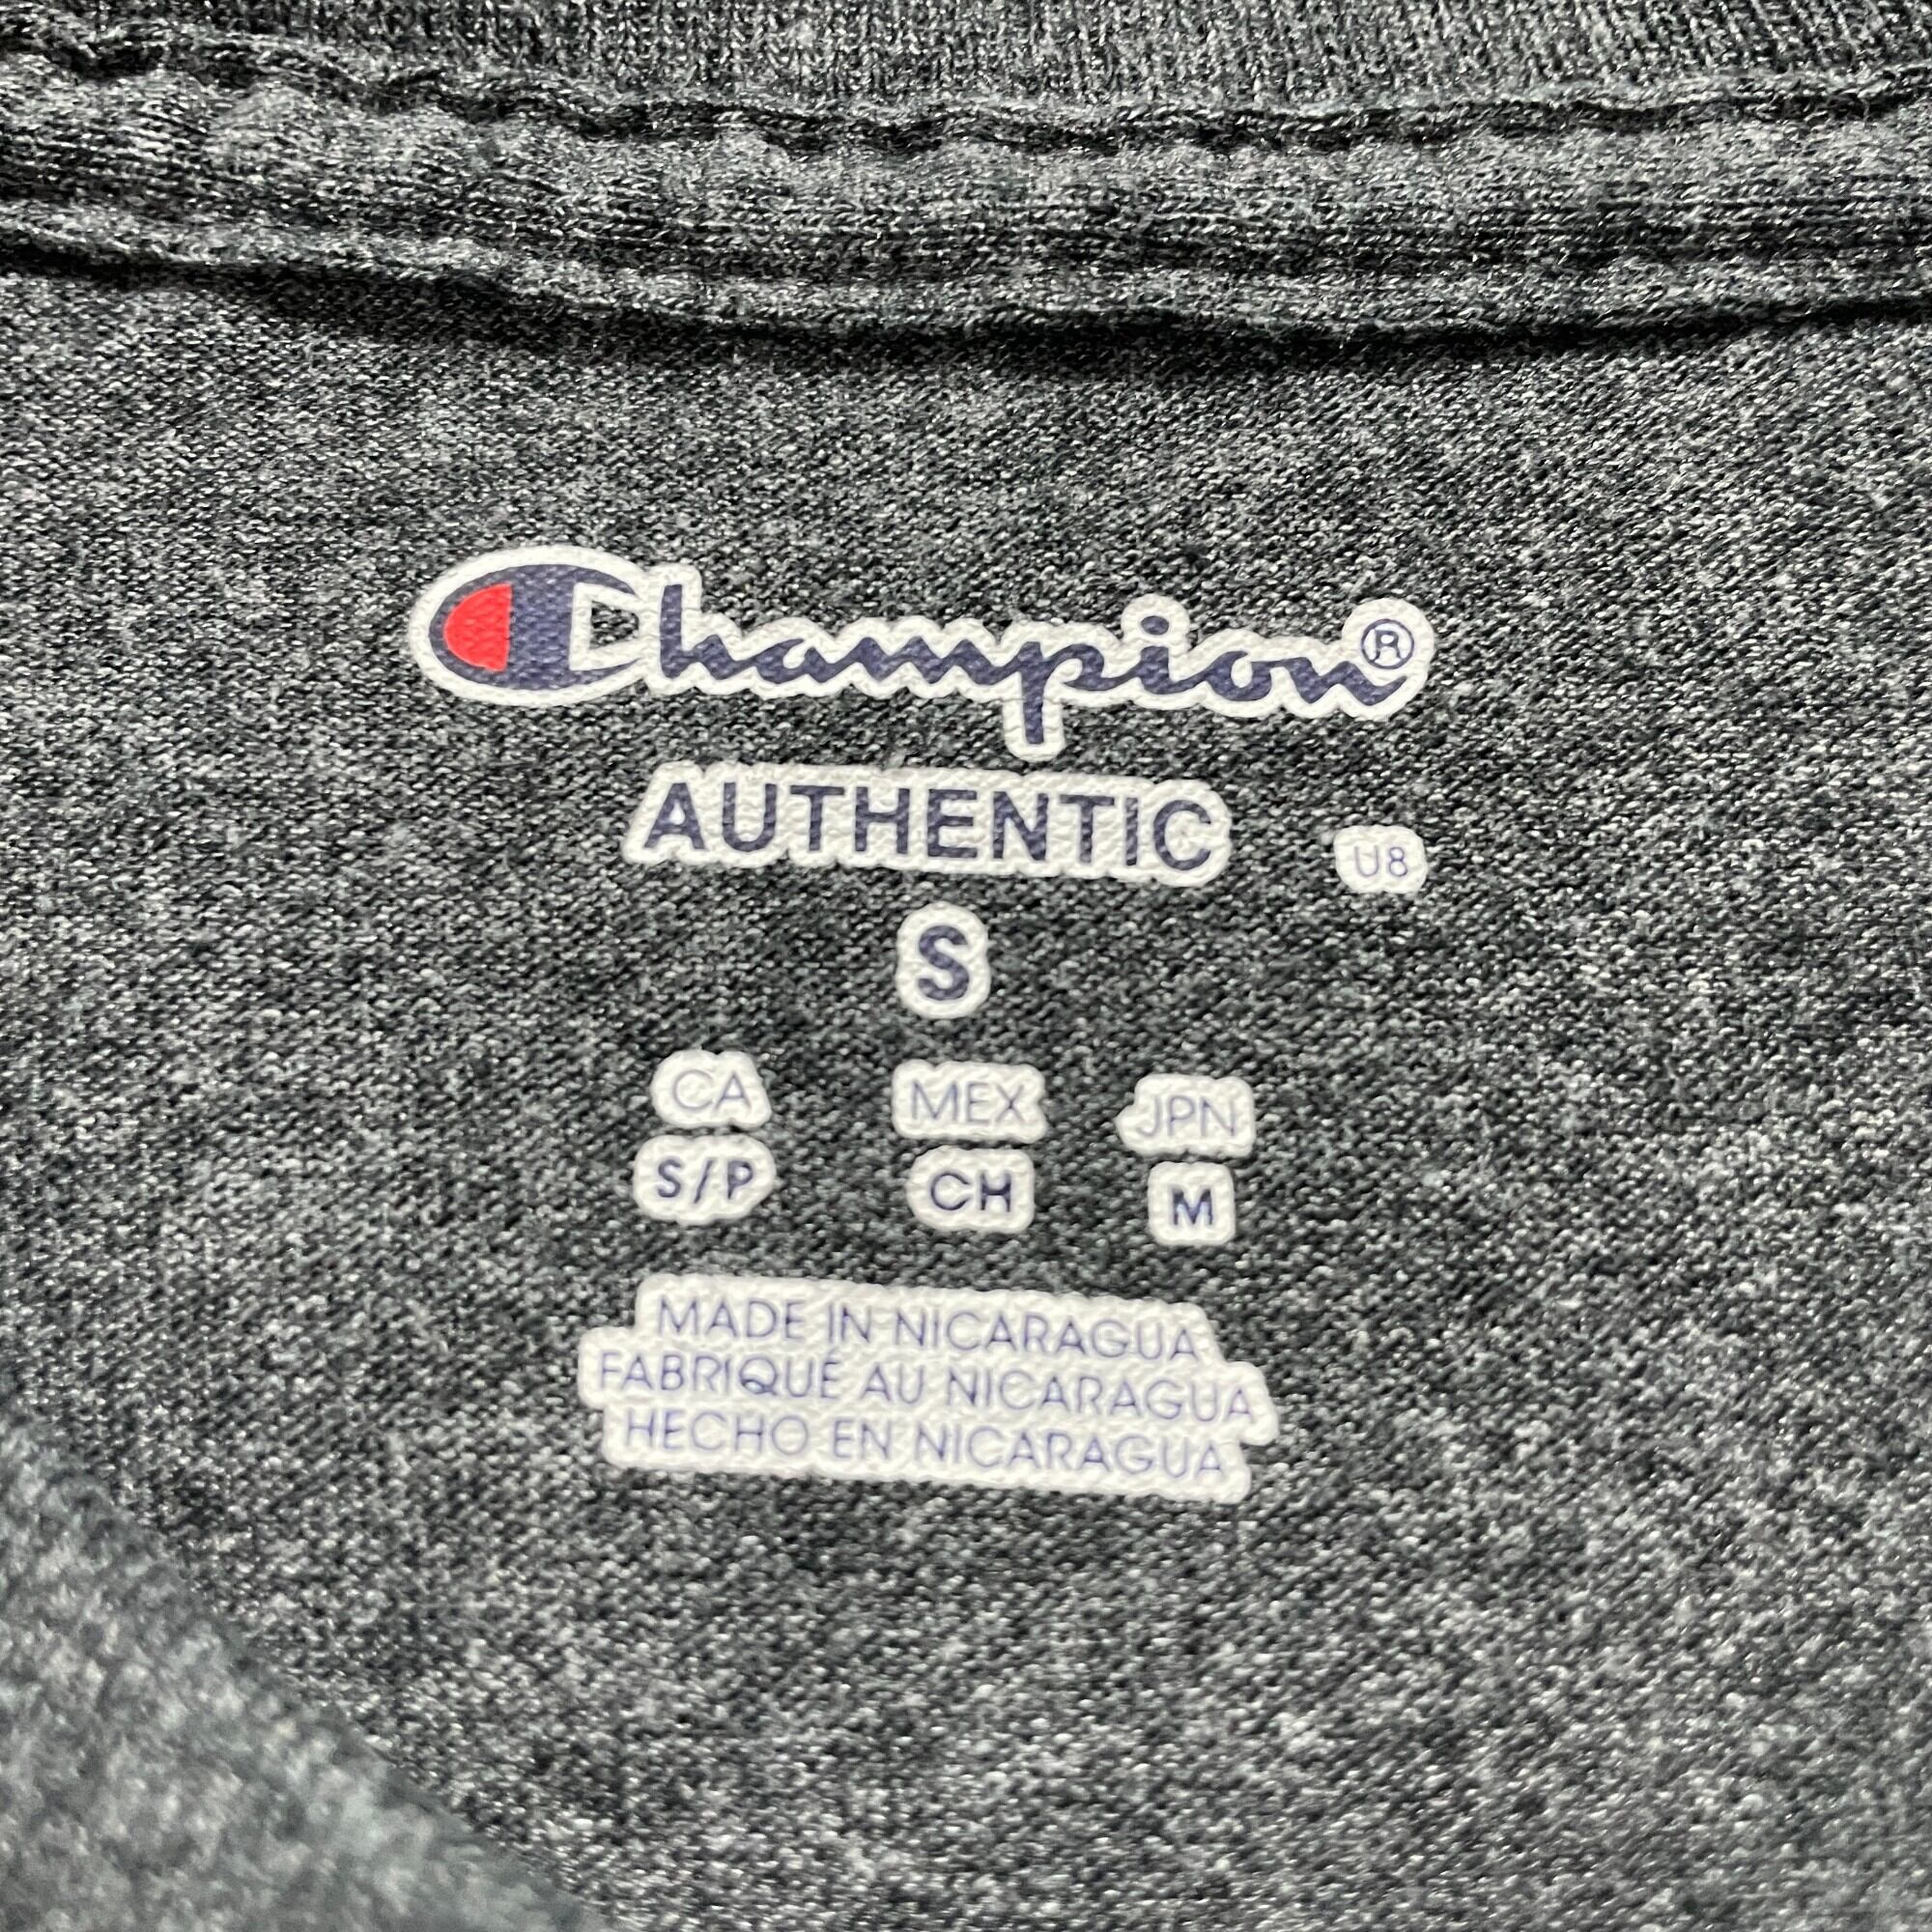 Champion®
AUTHENTIC
U8
S
CA MEX JPN
S/P CH M
MADE IN NICARAGUA
FABRIQUÉ AU NICARAGUA
HECHO EN NICARAGUA